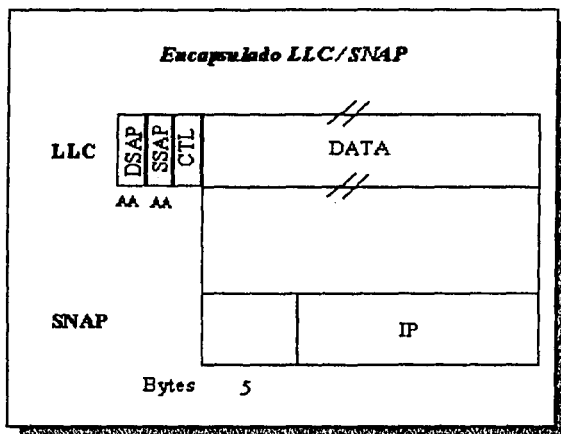 Encapsulado LLC/SNAP
LLC DSAP SSAP CTL DATA
AA AA
SNAP IP
Bytes 5